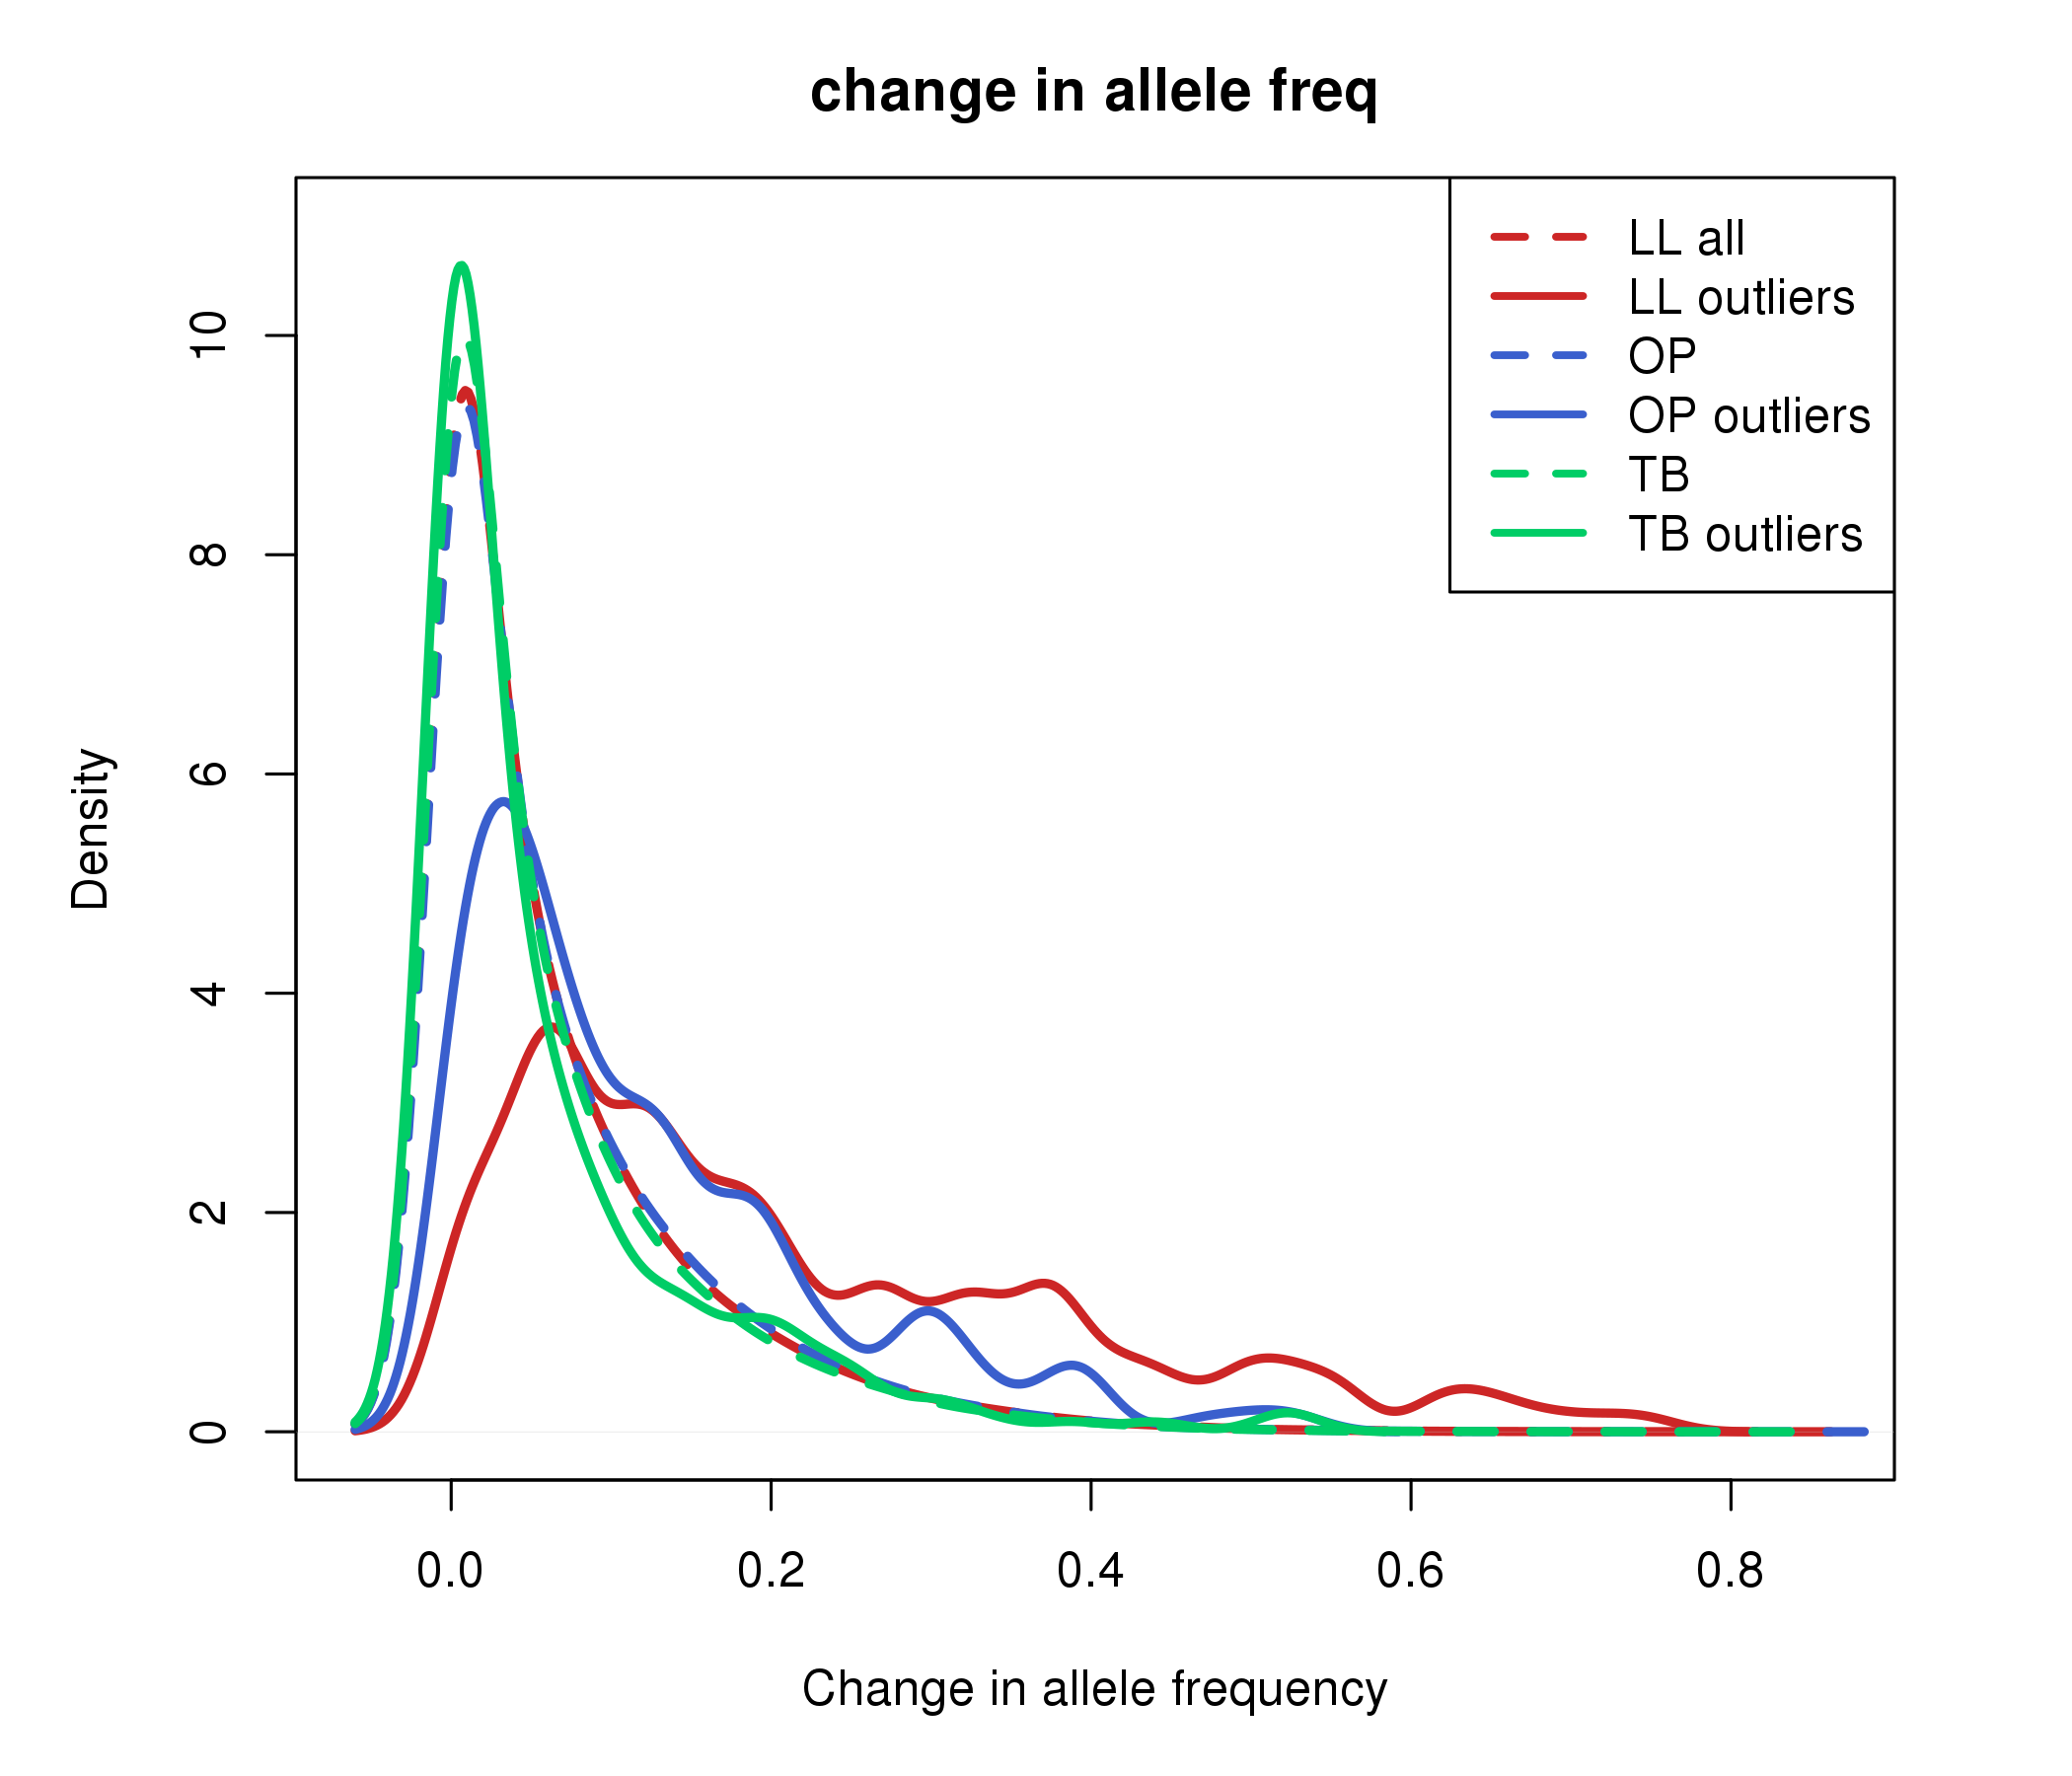 change in allele freq
LL all
LL outliers
OP
OP outliers
TB
TB outliers
Density
10
8
6
4
2
0
0.0 0.2 0.4 0.6 0.8
Change in allele frequency